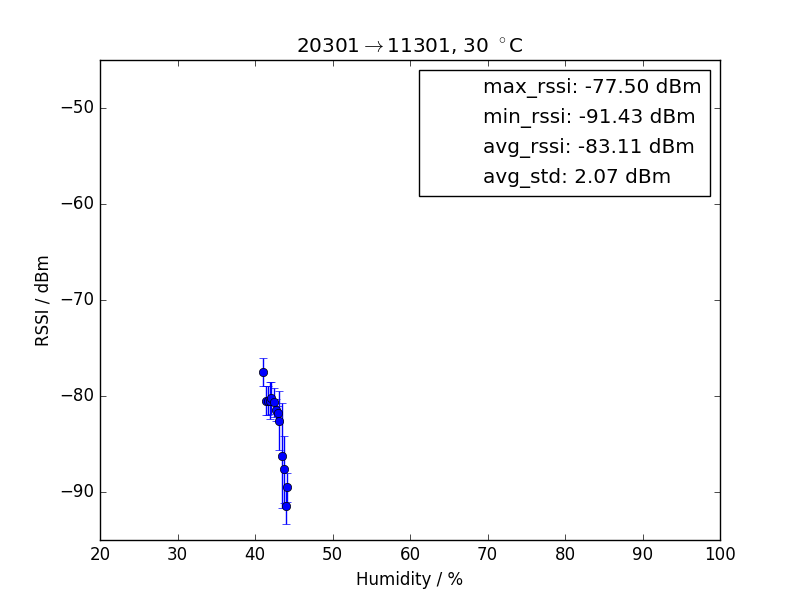 20301→11301, 30 °C
max_rssi: -77.50 dBm
min_rssi: -91.43 dBm
avg_rssi: -83.11 dBm
avg_std: 2.07 dBm
RSSI / dBm
−50
−60
−70
−80
−90
20 30 40 50 60 70 80 90 100
Humidity / %